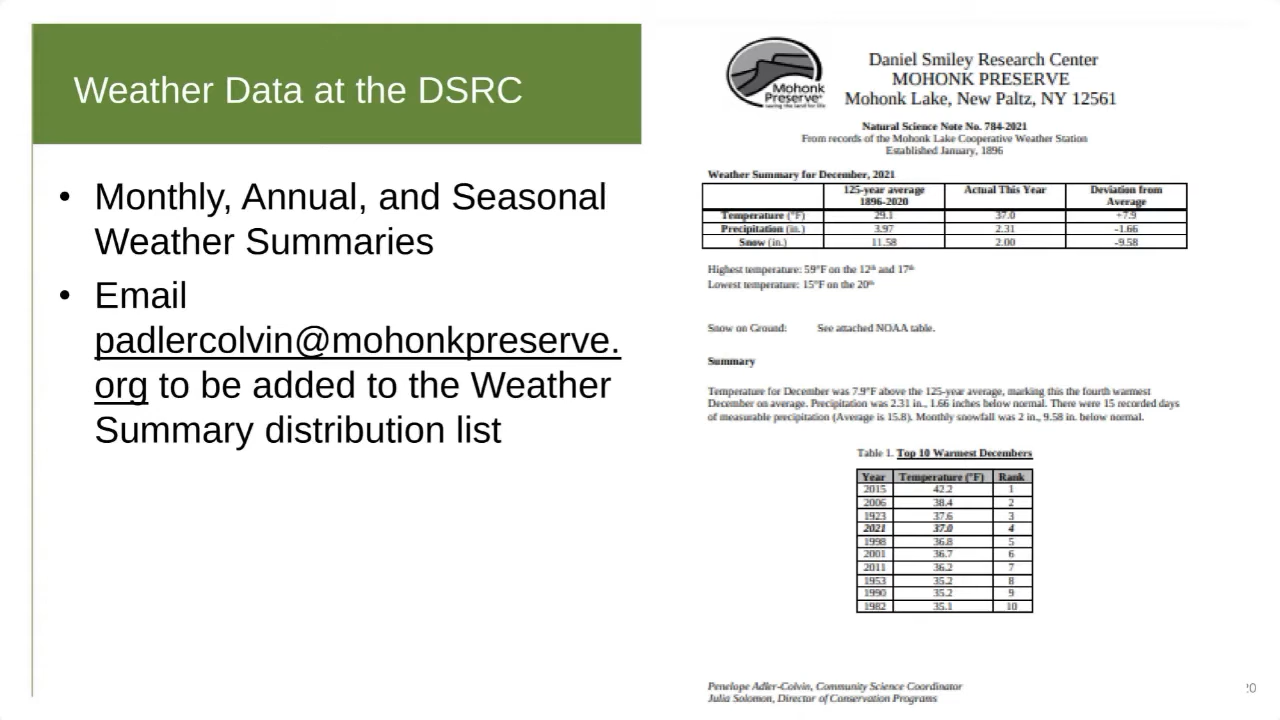 Weather Data at the DSRC
• Monthly, Annual, and Seasonal
Weather Summaries
• Email
padlercolvin@mohonkpreserve.
org to be added to the Weather
Summary distribution list
Mohonk
Preserve
saving the land for life
Daniel Smiley Research Center
MOHONK PRESERVE
Mohonk Lake, New Paltz, NY 12561
Natural Science Note No. 784-2021
From records of the Mohonk Lake Cooperative Weather Station
Established January, 1896
Weather Summary for December, 2021
125-year average 1896-2020 Actual This Year Deviation from Average
Temperature (°F) 29.1 37.0 +7.9
Precipitation (in.) 3.97 2.31 -1.66
Snow (in.) 11.58 2.00 -9.58
Highest temperature: 59°F on the 12th and 17th
Lowest temperature: 15°F on the 20th
Snow on Ground: See attached NOAA table.
Summary
Temperature for December was 7.9°F above the 125-year average, marking this the fourth warmest
December on average. Precipitation was 2.31 in., 1.66 inches below normal. There were 15 recorded days
of measurable precipitation (Average is 15.8). Monthly snowfall was 2 in., 9.58 in. below normal.
Table 1. Top 10 Warmest Decembers
Year Temperature (°F) Rank
2015 42.2 1
2006 38.4 2
1923 37.6 3
2021 37.0 4
1998 36.8 5
2001 36.7 6
2011 36.2 7
1953 35.2 8
1990 35.2 9
1982 35.1 10
Penelope Adler-Colvin, Community Science Coordinator
Julia Solomon, Director of Conservation Programs